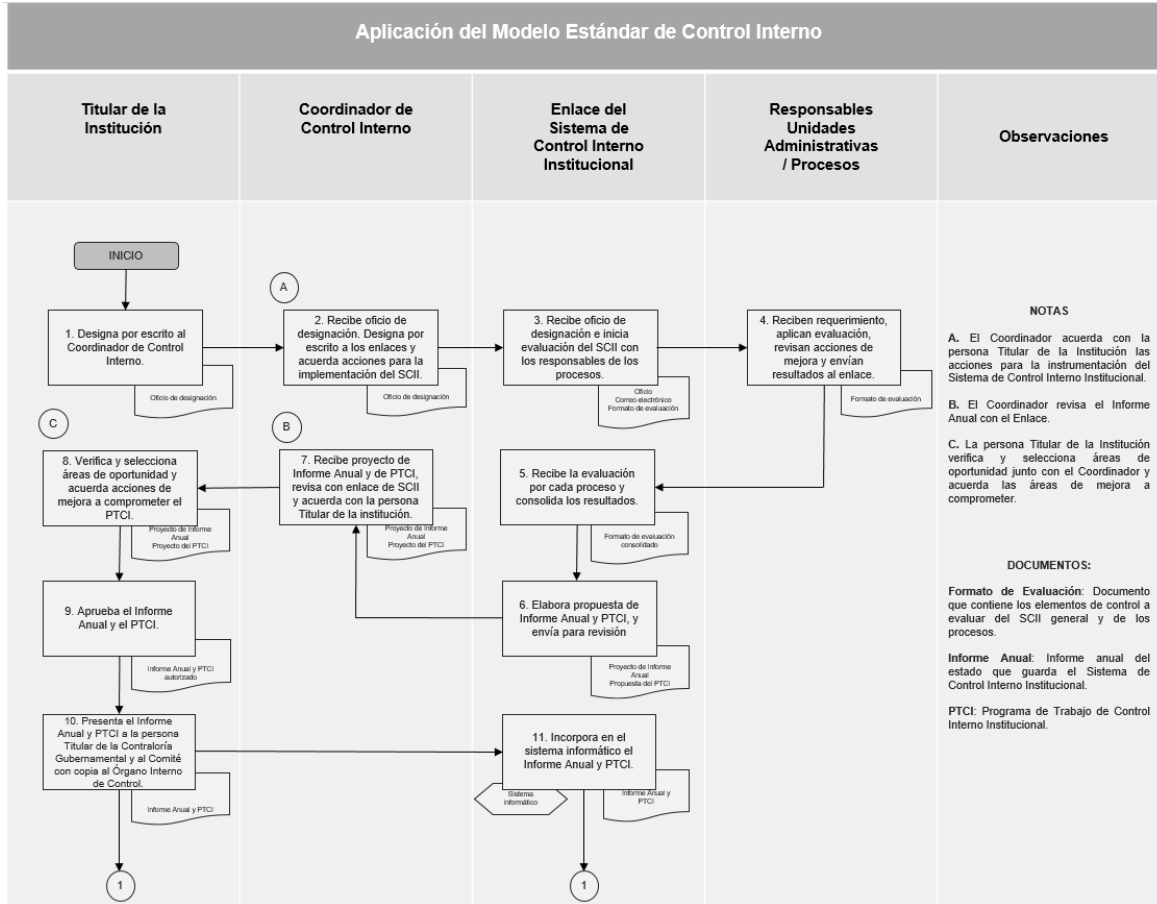 Aplicación del Modelo Estándar de Control Interno
Titular de la
Institución
Coordinador de
Control Interno
Enlace del
Sistema de
Control Interno
Institucional
Responsables
Unidades
Administrativas
/ Procesos
Observaciones
INICIO
A
1. Designa por escrito al
Coordinador de Control
Interno.
Oficio de designación
2. Recibe oficio de
designación. Designa por
escrito a los enlaces y
acuerda acciones para la
implementación del SCII.
Oficio de designación
3. Recibe oficio de
designación e inicia
evaluación del SCII con
los responsables de los
procesos.
Oficio
Correo electrónico
Formato de evaluación
4. Reciben requerimiento,
aplican evaluación,
revisan acciones de
mejora y envían
resultados al enlace.
Formato de evaluación
C
8. Verifica y selecciona
áreas de oportunidad y
acuerda acciones de
mejora a comprometer el
PTCI.
Proyecto de Informe
Anual
Proyecto del PTCI
B
7. Recibe proyecto de
Informe Anual y de PTCI,
revisa con enlace de SCII
y acuerda con la persona
Titular de la institución.
Proyecto de Informe
Anual
Proyecto del PTCI
5. Recibe la evaluación
por cada proceso y
consolida los resultados.
Formato de evaluación
consolidado
9. Aprueba el Informe
Anual y el PTCI.
Informe Anual y PTCI
autorizado
6. Elabora propuesta de
Informe Anual y PTCI, y
envía para revisión
Proyecto de Informe
Anual
Propuesta del PTCI
10. Presenta el Informe
Anual y PTCI a la persona
Titular de la Contraloría
Gubernamental y al Comité
con copia al Órgano Interno
de Control.
Informe Anual y PTCI
11. Incorpora en el
sistema informático el
Informe Anual y PTCI.
Sistema
informático
Informe Anual y
PTCI
1
1
NOTAS
A. El Coordinador acuerda con la
persona Titular de la Institución las
acciones para la instrumentación del
Sistema de Control Interno Institucional.
B. El Coordinador revisa el Informe
Anual con el Enlace.
C. La persona Titular de la Institución
verifica y selecciona áreas de
oportunidad junto con el Coordinador y
acuerda las áreas de mejora a
comprometer.
DOCUMENTOS:
Formato de Evaluación: Documento
que contiene los elementos de control a
evaluar del SCII general y de los
procesos.
Informe Anual: Informe anual del
estado que guarda el Sistema de
Control Interno Institucional.
PTCI: Programa de Trabajo de Control
Interno Institucional.